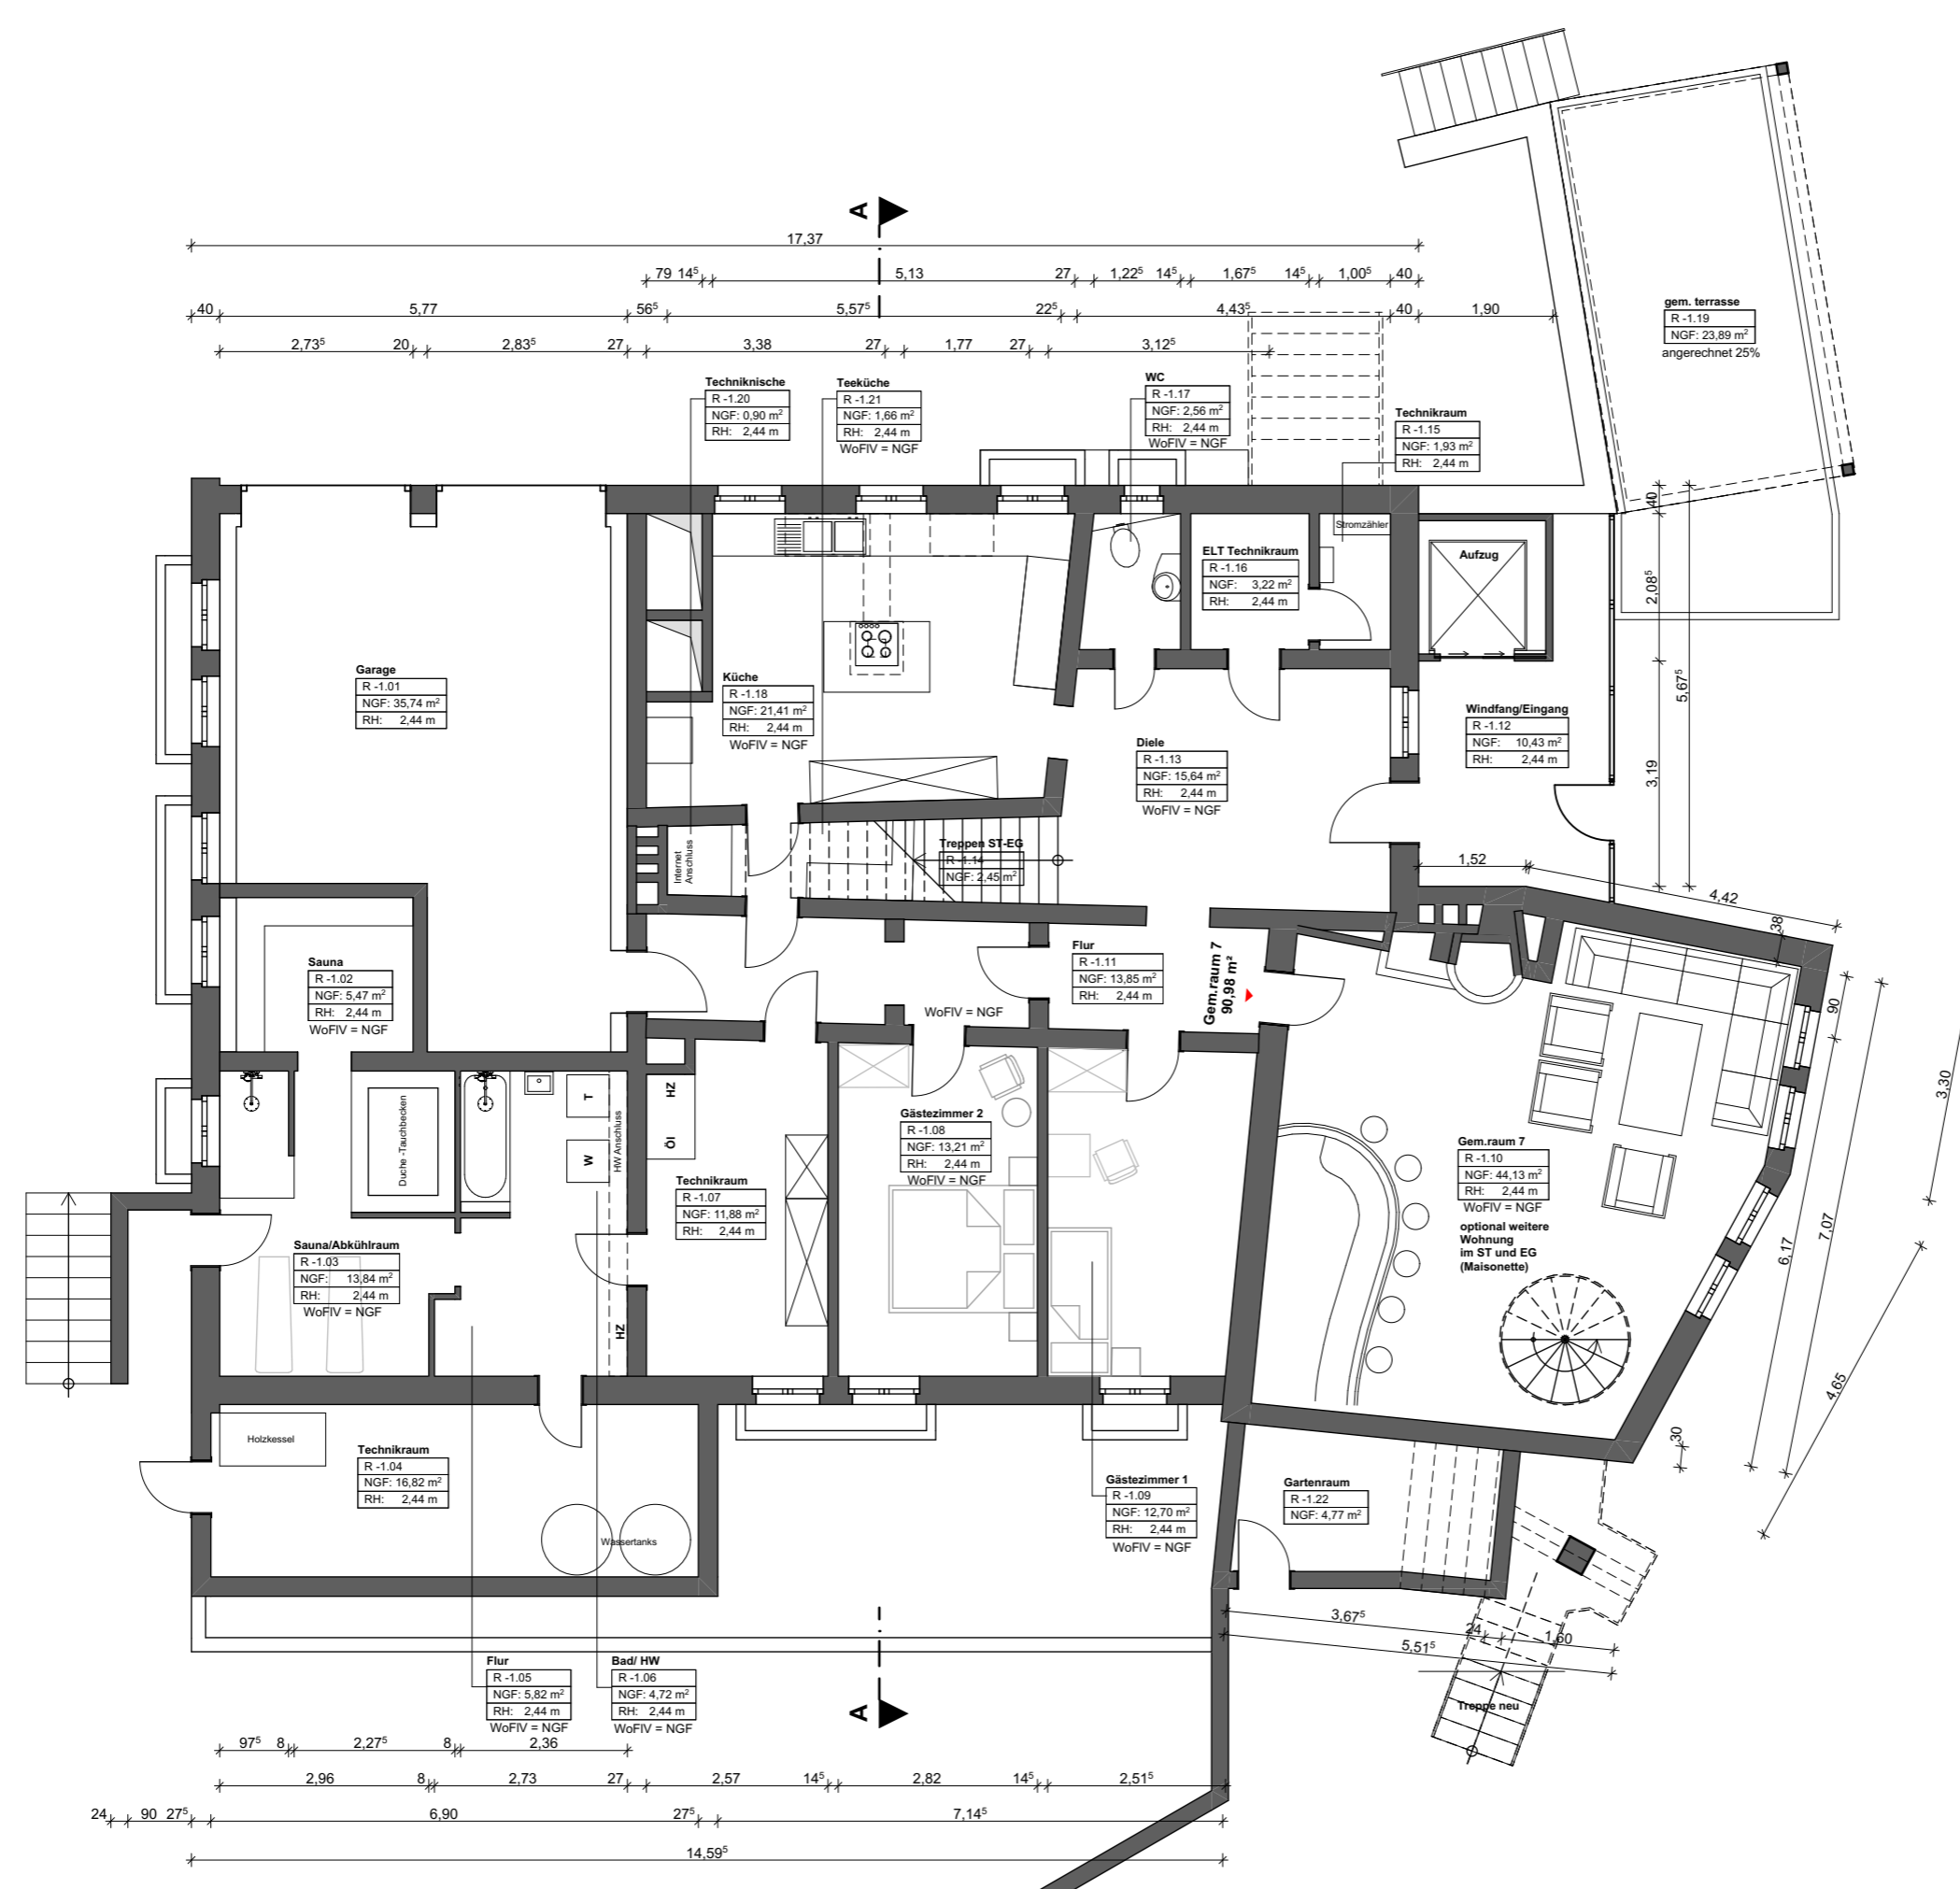 A
17,37
79 14⁵ 5,13 27 1,22⁵ 14⁵ 1,67⁵ 14⁵ 1,00⁵ 40
40 5,77 56⁵ 5,57⁵ 22⁵ 4,43⁵ 40 1,90
2,73⁵ 20 2,83⁵ 27 3,38 27 1,77 27 3,12⁵
gem. terrasse
R -1.19
NGF: 23,89 m²
angerechnet 25%
Techniknische
R -1.20
NGF: 0,90 m²
RH: 2,44 m
Teeküche
R -1.21
NGF: 1,66 m²
RH: 2,44 m
WoFlV = NGF
WC
R -1.17
NGF: 2,56 m²
RH: 2,44 m
WoFlV = NGF
Technikraum
R -1.15
NGF: 1,93 m²
RH: 2,44 m
Stromzähler
ELT Technikraum
R -1.16
NGF: 3,22 m²
RH: 2,44 m
Aufzug
40
2,08⁵
5,67⁵
3,19
Garage
R -1.01
NGF: 35,74 m²
RH: 2,44 m
Küche
R -1.18
NGF: 21,41 m²
RH: 2,44 m
WoFlV = NGF
Diele
R -1.13
NGF: 15,64 m²
RH: 2,44 m
WoFlV = NGF
Windfang/Eingang
R -1.12
NGF: 10,43 m²
RH: 2,44 m
Internet
Anschluss
Treppen ST-EG
R -1.14
NGF: 2,45 m²
1,52
4,42
38
90
3,30
7,07
6,17
4,65
30
Sauna
R -1.02
NGF: 5,47 m²
RH: 2,44 m
WoFlV = NGF
Flur
R -1.11
NGF: 13,85 m²
RH: 2,44 m
WoFlV = NGF
Gem.raum 7
90,98 m²
Duche -Tauchbecken
T
W
HW Anschluss
HZ
Öl
HZ
Technikraum
R -1.07
NGF: 11,88 m²
RH: 2,44 m
Gästezimmer 2
R -1.08
NGF: 13,21 m²
RH: 2,44 m
WoFlV = NGF
Gem.raum 7
R -1.10
NGF: 44,13 m²
RH: 2,44 m
WoFlV = NGF
optional weitere
Wohnung
im ST und EG
(Maisonette)
Sauna/Abkühlraum
R -1.03
NGF: 13,84 m²
RH: 2,44 m
WoFlV = NGF
Holzkessel
Technikraum
R -1.04
NGF: 16,82 m²
RH: 2,44 m
Wassertanks
Gästezimmer 1
R -1.09
NGF: 12,70 m²
RH: 2,44 m
WoFlV = NGF
Gartenraum
R -1.22
NGF: 4,77 m²
3,67⁵
24
1,60
5,51⁵
Treppe neu
Flur
R -1.05
NGF: 5,82 m²
RH: 2,44 m
WoFlV = NGF
Bad/ HW
R -1.06
NGF: 4,72 m²
RH: 2,44 m
WoFlV = NGF
A
97⁵ 8 2,27⁵ 8 2,36
2,96 8 2,73 27 2,57 14⁵ 2,82 14⁵ 2,51⁵
24 90 27⁵ 6,90 27⁵ 7,14⁵
14,59⁵